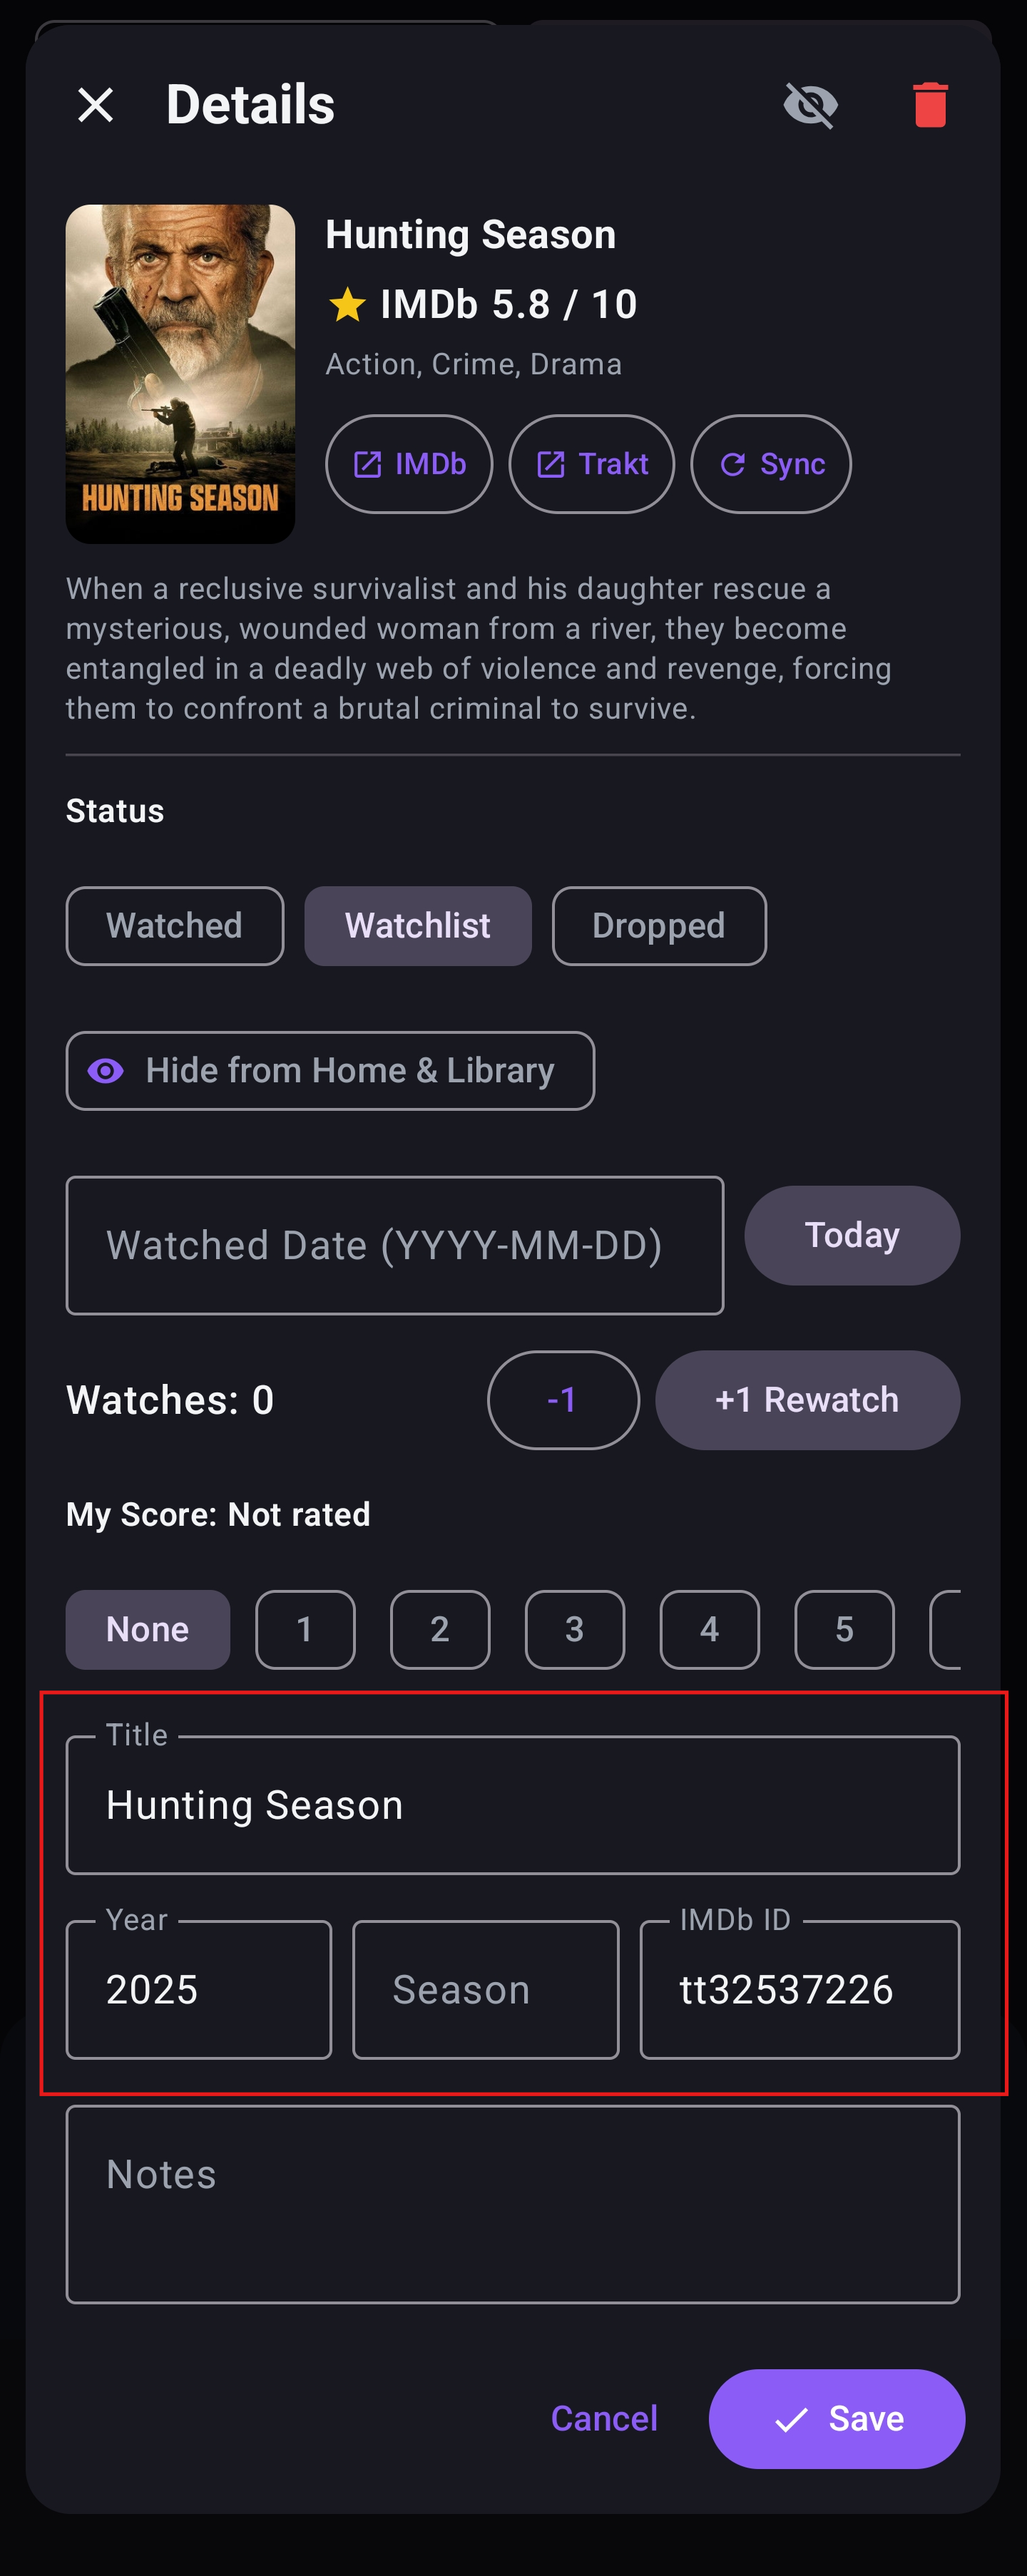 Details
Hunting Season
IMDb 5.8 / 10
Action, Crime, Drama
IMDb
Trakt
Sync
HUNTING SEASON
When a reclusive survivalist and his daughter rescue a
mysterious, wounded woman from a river, they become
entangled in a deadly web of violence and revenge, forcing
them to confront a brutal criminal to survive.
Status
Watched
Watchlist
Dropped
Hide from Home & Library
Watched Date (YYYY-MM-DD)
Today
Watches: 0
-1
+1 Rewatch
My Score: Not rated
None
1
2
3
4
5
Title
Hunting Season
Year
2025
Season
IMDb ID
tt32537226
Notes
Cancel
Save